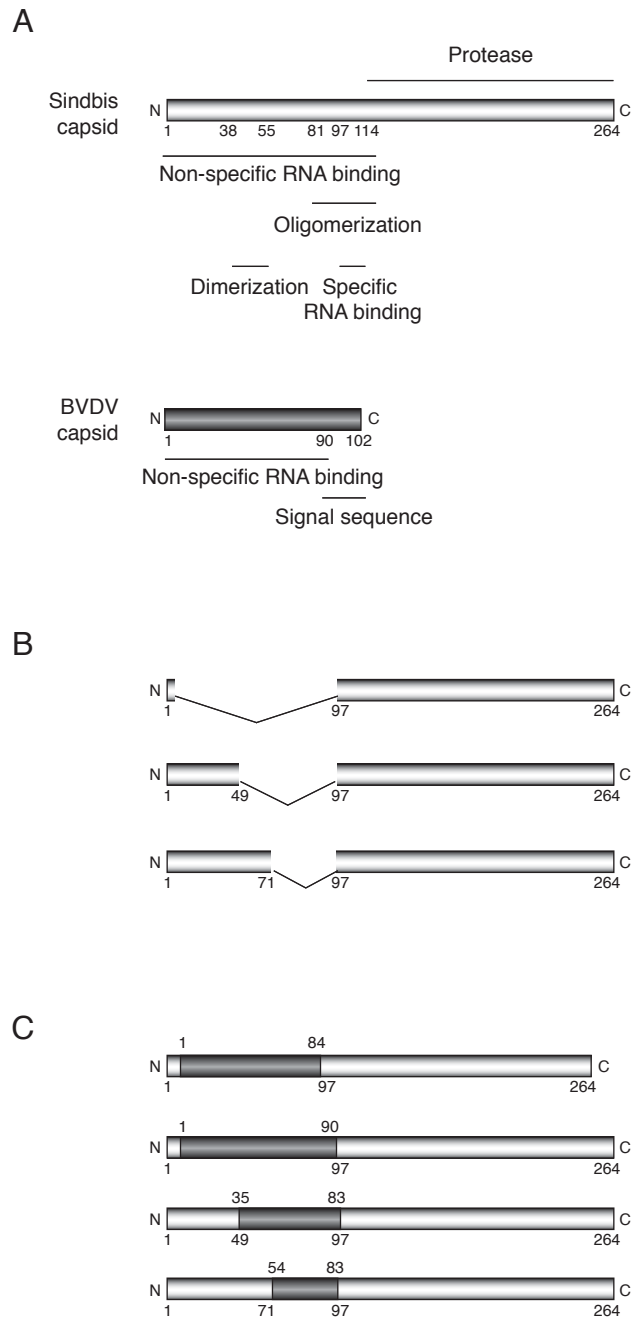 A
Protease
Sindbis
capsid
N C
1 38 55 81 97 114 264
Non-specific RNA binding
Oligomerization
Dimerization Specific
RNA binding
BVDV
capsid
N C
1 90 102
Non-specific RNA binding
Signal sequence
B
N C
1 97 264
N C
1 49 97 264
N C
1 71 97 264
C
1 84
N C
1 97 264
1 90
N C
1 97 264
35 83
N C
1 49 97 264
54 83
N C
1 71 97 264